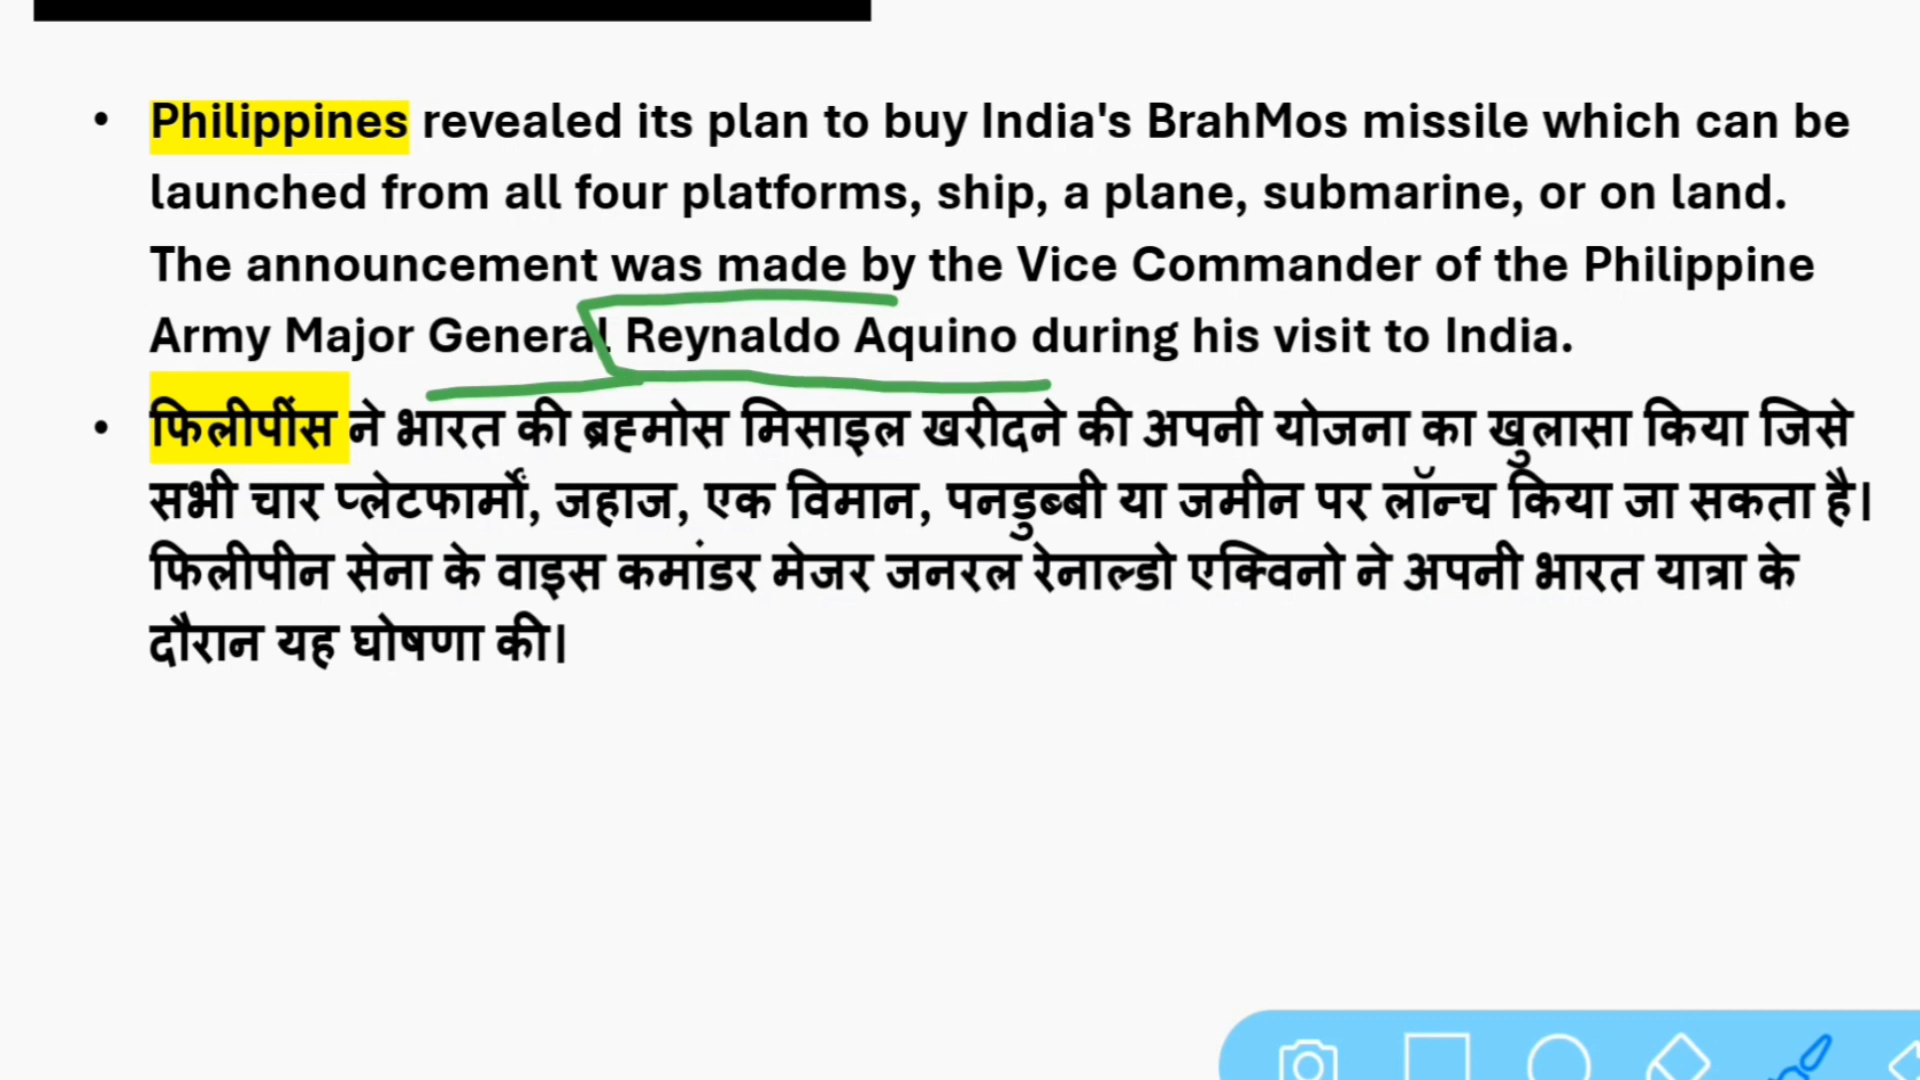 • Philippines revealed its plan to buy India's BrahMos missile which can be
launched from all four platforms, ship, a plane, submarine, or on land.
The announcement was made by the Vice Commander of the Philippine
Army Major General Reynaldo Aquino during his visit to India.
• फिलीपींस ने भारत की ब्रह्मोस मिसाइल खरीदने की अपनी योजना का खुलासा किया जिसे
सभी चार प्लेटफार्मों, जहाज, एक विमान, पनडुब्बी या जमीन पर लॉन्च किया जा सकता है।
फिलीपीन सेना के वाइस कमांडर मेजर जनरल रेनाल्डो एक्विनो ने अपनी भारत यात्रा के
दौरान यह घोषणा की।